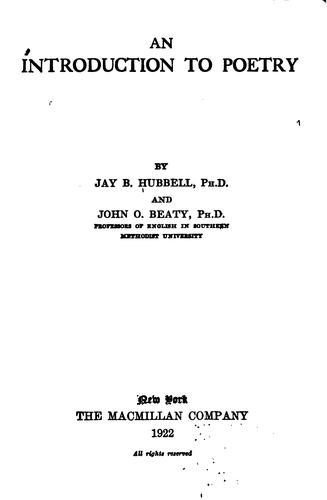 AN
INTRODUCTION TO POETRY
BY
JAY B. HUBBELL, PH.D.
AND
JOHN O. BEATY, PH.D.
PROFESSORS OF ENGLISH IN SOUTHERN
METHODIST UNIVERSITY
New York
THE MACMILLAN COMPANY
1922
All rights reserved